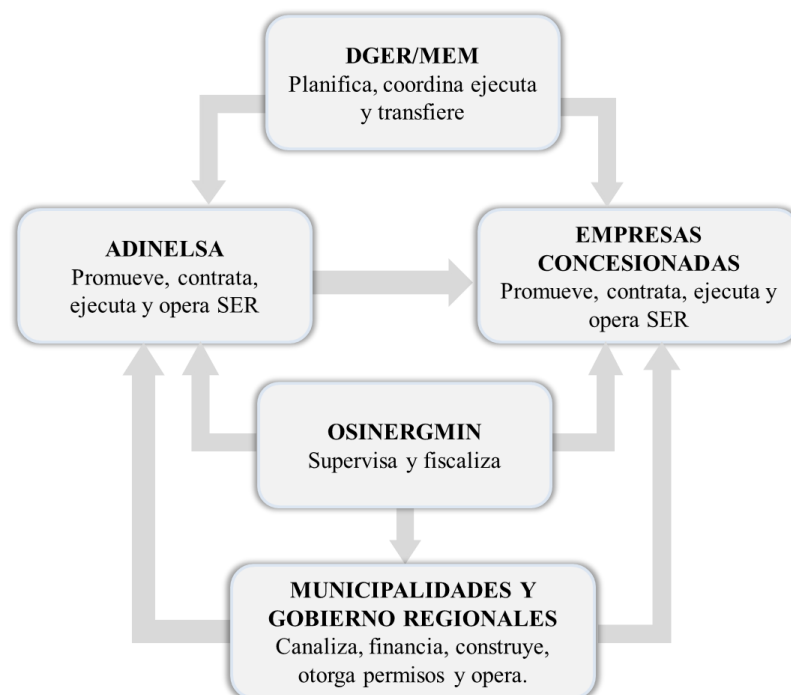 DGER/MEM
Planifica, coordina ejecuta
y transfiere
ADINELSA
Promueve, contrata,
ejecuta y opera SER
EMPRESAS
CONCESIONADAS
Promueve, contrata, ejecuta y
opera SER
OSINERGMIN
Supervisa y fiscaliza
MUNICIPALIDADES Y
GOBIERNO REGIONALES
Canaliza, financia, construye,
otorga permisos y opera.